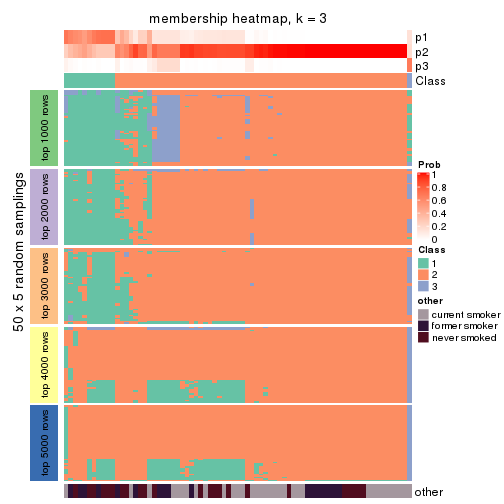 membership heatmap, k = 3
p1
p2
p3
Class
50 x 5 random samplings
top 1000 rows
top 2000 rows
top 3000 rows
top 4000 rows
top 5000 rows
Prob
1
0.8
0.6
0.4
0.2
0
Class
1
2
3
other
current smoker
former smoker
never smoked
other